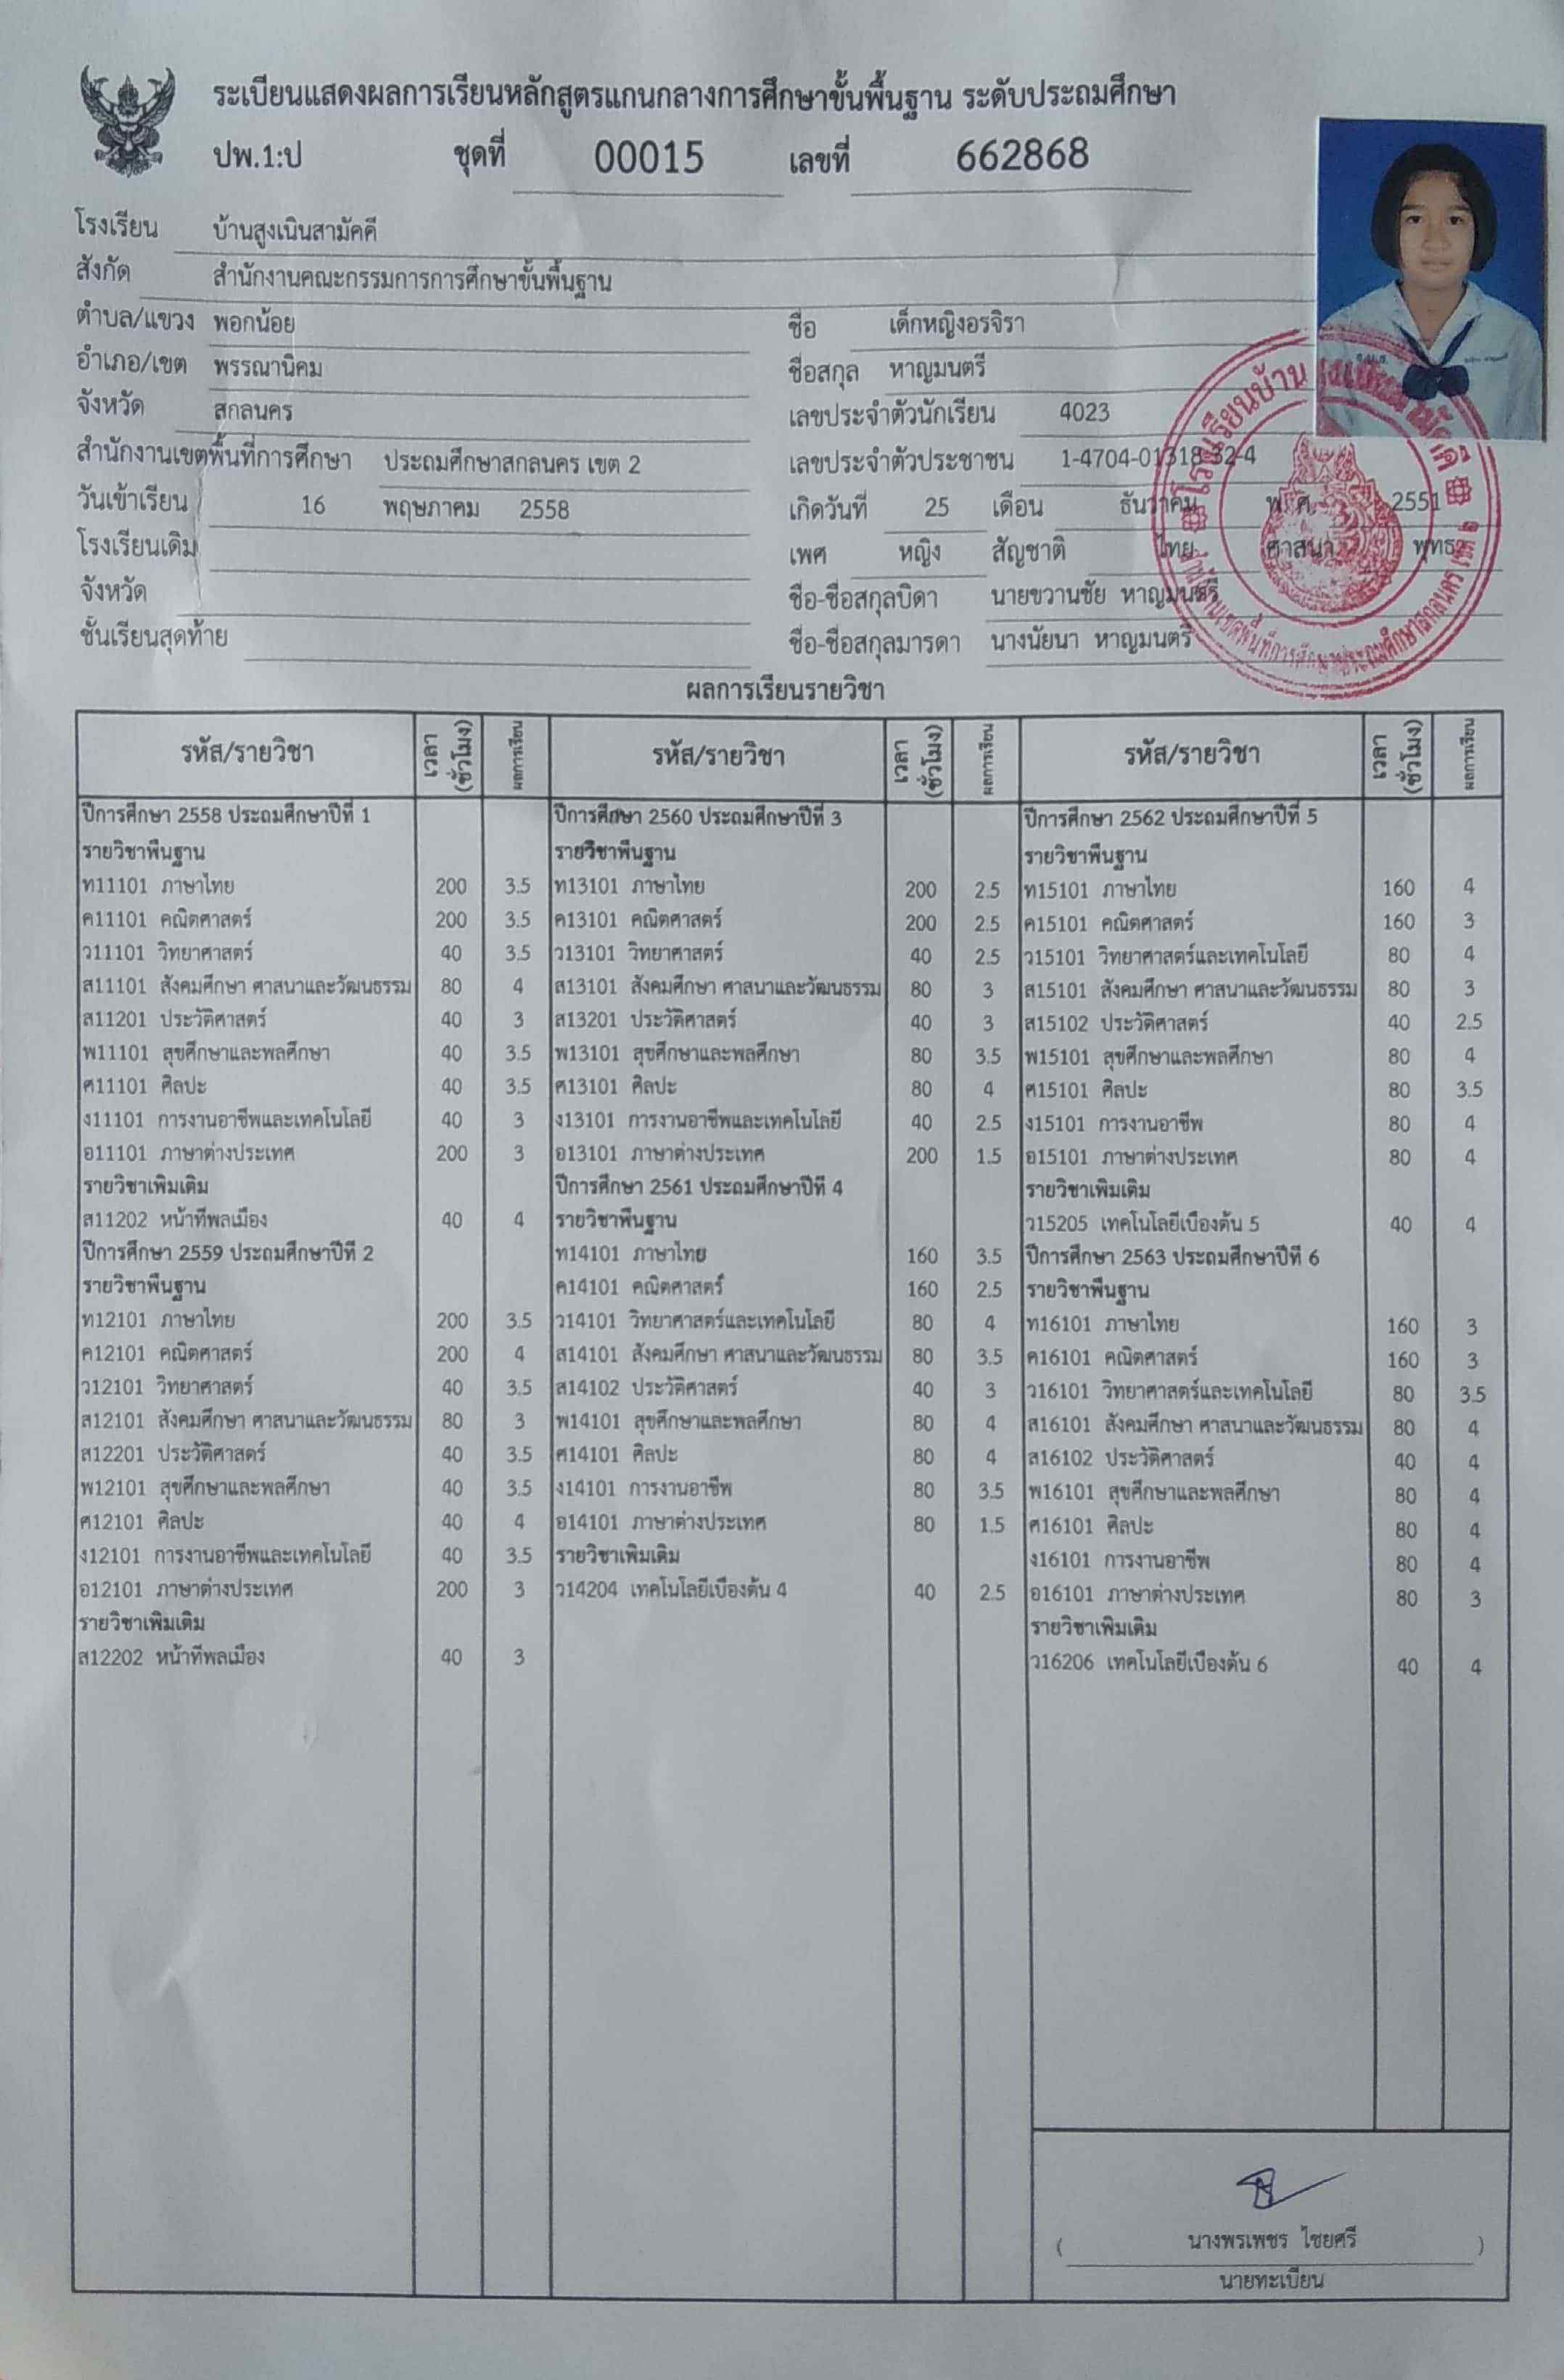 ระเบียนแสดงผลการเรียนหลักสูตรแกนกลางการศึกษาขั้นพื้นฐาน ระดับประถมศึกษา
ปพ.1:ป ชุดที่ 00015 เลขที่ 662868
โรงเรียน บ้านสูงเนินสามัคคี
สังกัด สำนักงานคณะกรรมการการศึกษาขั้นพื้นฐาน
ตำบล/แขวง พอกน้อย
อำเภอ/เขต พรรณานิคม
จังหวัด สกลนคร
สำนักงานเขตพื้นที่การศึกษา ประถมศึกษาสกลนคร เขต 2
วันเข้าเรียน 16 พฤษภาคม 2558
โรงเรียนเดิม
จังหวัด
ชั้นเรียนสุดท้าย
ชื่อ เด็กหญิงอรจิรา
ชื่อสกุล หาญมนตรี
เลขประจำตัวนักเรียน 4023
เลขประจำตัวประชาชน 1-4704-01318-32-4
เกิดวันที่ 25 เดือน ธันวาคม พ.ศ. 2551
เพศ หญิง สัญชาติ ไทย ศาสนา พุทธ
ชื่อ-ชื่อสกุลบิดา นายขวานชัย หาญมนตรี
ชื่อ-ชื่อสกุลมารดา นางนัยนา หาญมนตรี
ผลการเรียนรายวิชา
รหัส/รายวิชา เวลา (ชั่วโมง) ผลการเรียน
ปีการศึกษา 2558 ประถมศึกษาปีที่ 1
รายวิชาพื้นฐาน
ท11101 ภาษาไทย 200 3.5
ค11101 คณิตศาสตร์ 200 3.5
ว11101 วิทยาศาสตร์ 40 3.5
ส11101 สังคมศึกษา ศาสนาและวัฒนธรรม 80 4
ส11201 ประวัติศาสตร์ 40 3
พ11101 สุขศึกษาและพลศึกษา 40 3.5
ศ11101 ศิลปะ 40 3.5
ง11101 การงานอาชีพและเทคโนโลยี 40 3
อ11101 ภาษาต่างประเทศ 200 3
รายวิชาเพิ่มเติม
ส11202 หน้าที่พลเมือง 40 4
ปีการศึกษา 2559 ประถมศึกษาปีที่ 2
รายวิชาพื้นฐาน
ท12101 ภาษาไทย 200 3.5
ค12101 คณิตศาสตร์ 200 4
ว12101 วิทยาศาสตร์ 40 3.5
ส12101 สังคมศึกษา ศาสนาและวัฒนธรรม 80 3
ส12201 ประวัติศาสตร์ 40 3.5
พ12101 สุขศึกษาและพลศึกษา 40 3.5
ศ12101 ศิลปะ 40 4
ง12101 การงานอาชีพและเทคโนโลยี 40 3.5
อ12101 ภาษาต่างประเทศ 200 3
รายวิชาเพิ่มเติม
ส12202 หน้าที่พลเมือง 40 3
รหัส/รายวิชา เวลา (ชั่วโมง) ผลการเรียน
ปีการศึกษา 2560 ประถมศึกษาปีที่ 3
รายวิชาพื้นฐาน
ท13101 ภาษาไทย 200 2.5
ค13101 คณิตศาสตร์ 200 2.5
ว13101 วิทยาศาสตร์ 40 2.5
ส13101 สังคมศึกษา ศาสนาและวัฒนธรรม 80 3
ส13201 ประวัติศาสตร์ 40 3
พ13101 สุขศึกษาและพลศึกษา 80 3.5
ศ13101 ศิลปะ 80 4
ง13101 การงานอาชีพและเทคโนโลยี 40 2.5
อ13101 ภาษาต่างประเทศ 200 1.5
ปีการศึกษา 2561 ประถมศึกษาปีที่ 4
รายวิชาพื้นฐาน
ท14101 ภาษาไทย 160 3.5
ค14101 คณิตศาสตร์ 160 2.5
ว14101 วิทยาศาสตร์และเทคโนโลยี 80 4
ส14101 สังคมศึกษา ศาสนาและวัฒนธรรม 80 3.5
ส14102 ประวัติศาสตร์ 40 3
พ14101 สุขศึกษาและพลศึกษา 80 4
ศ14101 ศิลปะ 80 4
ง14101 การงานอาชีพ 80 3.5
อ14101 ภาษาต่างประเทศ 80 1.5
รายวิชาเพิ่มเติม
ว14204 เทคโนโลยีเบื้องต้น 4 40 2.5
รหัส/รายวิชา เวลา (ชั่วโมง) ผลการเรียน
ปีการศึกษา 2562 ประถมศึกษาปีที่ 5
รายวิชาพื้นฐาน
ท15101 ภาษาไทย 160 4
ค15101 คณิตศาสตร์ 160 3
ว15101 วิทยาศาสตร์และเทคโนโลยี 80 4
ส15101 สังคมศึกษา ศาสนาและวัฒนธรรม 80 3
ส15102 ประวัติศาสตร์ 40 2.5
พ15101 สุขศึกษาและพลศึกษา 80 4
ศ15101 ศิลปะ 80 3.5
ง15101 การงานอาชีพ 80 4
อ15101 ภาษาต่างประเทศ 80 4
รายวิชาเพิ่มเติม
ว15205 เทคโนโลยีเบื้องต้น 5 40 4
ปีการศึกษา 2563 ประถมศึกษาปีที่ 6
รายวิชาพื้นฐาน
ท16101 ภาษาไทย 160 3
ค16101 คณิตศาสตร์ 160 3
ว16101 วิทยาศาสตร์และเทคโนโลยี 80 3.5
ส16101 สังคมศึกษา ศาสนาและวัฒนธรรม 80 4
ส16102 ประวัติศาสตร์ 40 4
พ16101 สุขศึกษาและพลศึกษา 80 4
ศ16101 ศิลปะ 80 4
ง16101 การงานอาชีพ 80 4
อ16101 ภาษาต่างประเทศ 80 3
รายวิชาเพิ่มเติม
ว16206 เทคโนโลยีเบื้องต้น 6 40 4
( นางพรเพชร ไชยศรี )
นายทะเบียน